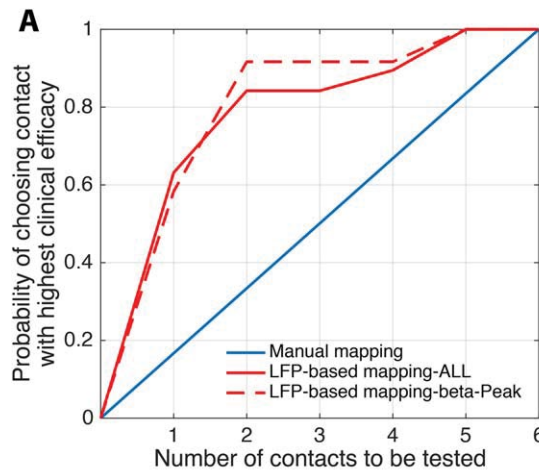 A
Probability of choosing contact
with highest clinical efficacy
1
0.8
0.6
0.4
0.2
0
Manual mapping
LFP-based mapping-ALL
LFP-based mapping-beta-Peak
1 2 3 4 5 6
Number of contacts to be tested